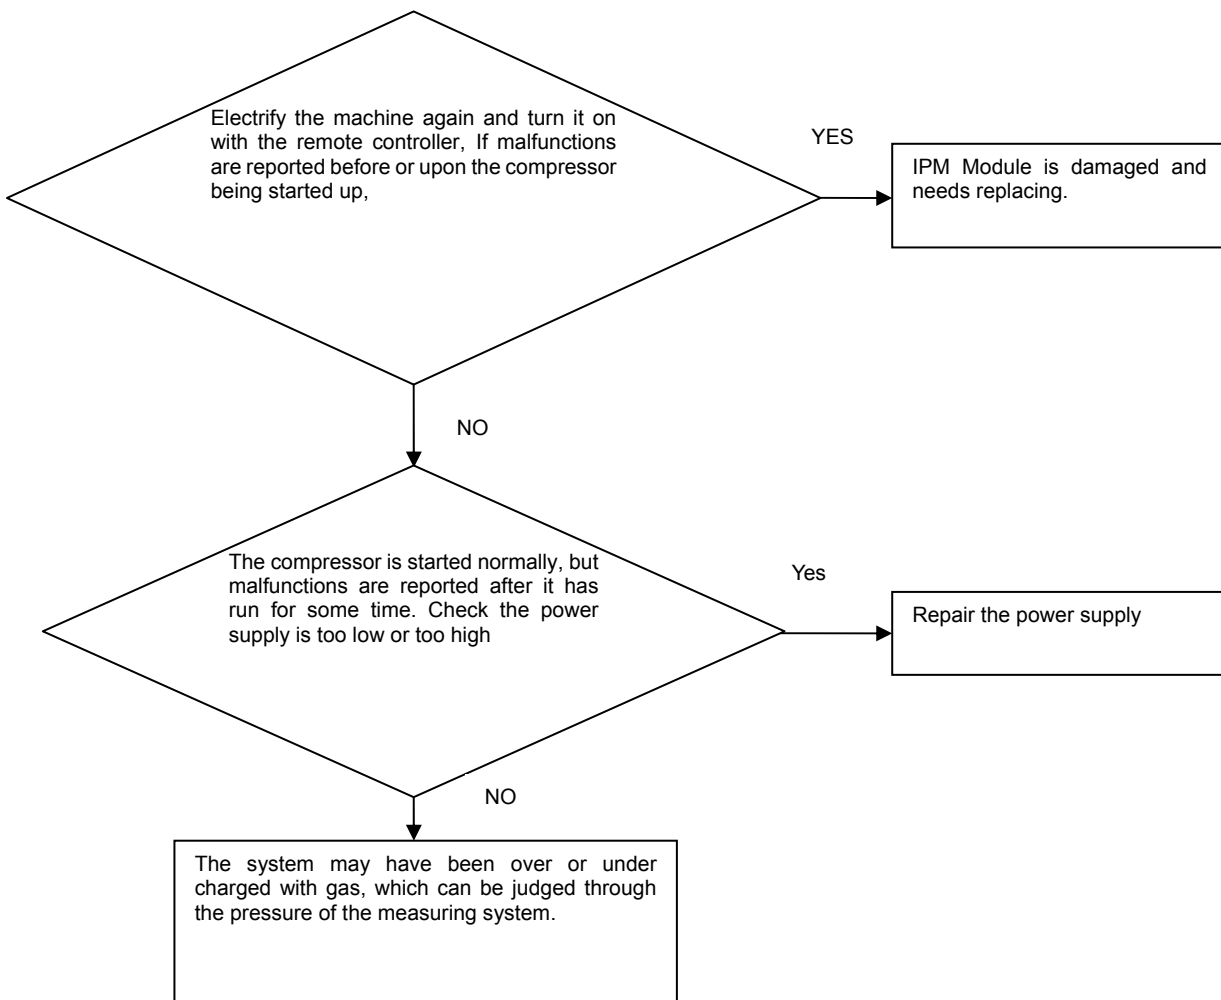 Electrify the machine again and turn it on
with the remote controller, If malfunctions
are reported before or upon the compressor
being started up,
YES
IPM Module is damaged and
needs replacing.
NO
The compressor is started normally, but
malfunctions are reported after it has
run for some time. Check the power
supply is too low or too high
Yes
Repair the power supply
NO
The system may have been over or under
charged with gas, which can be judged through
the pressure of the measuring system.